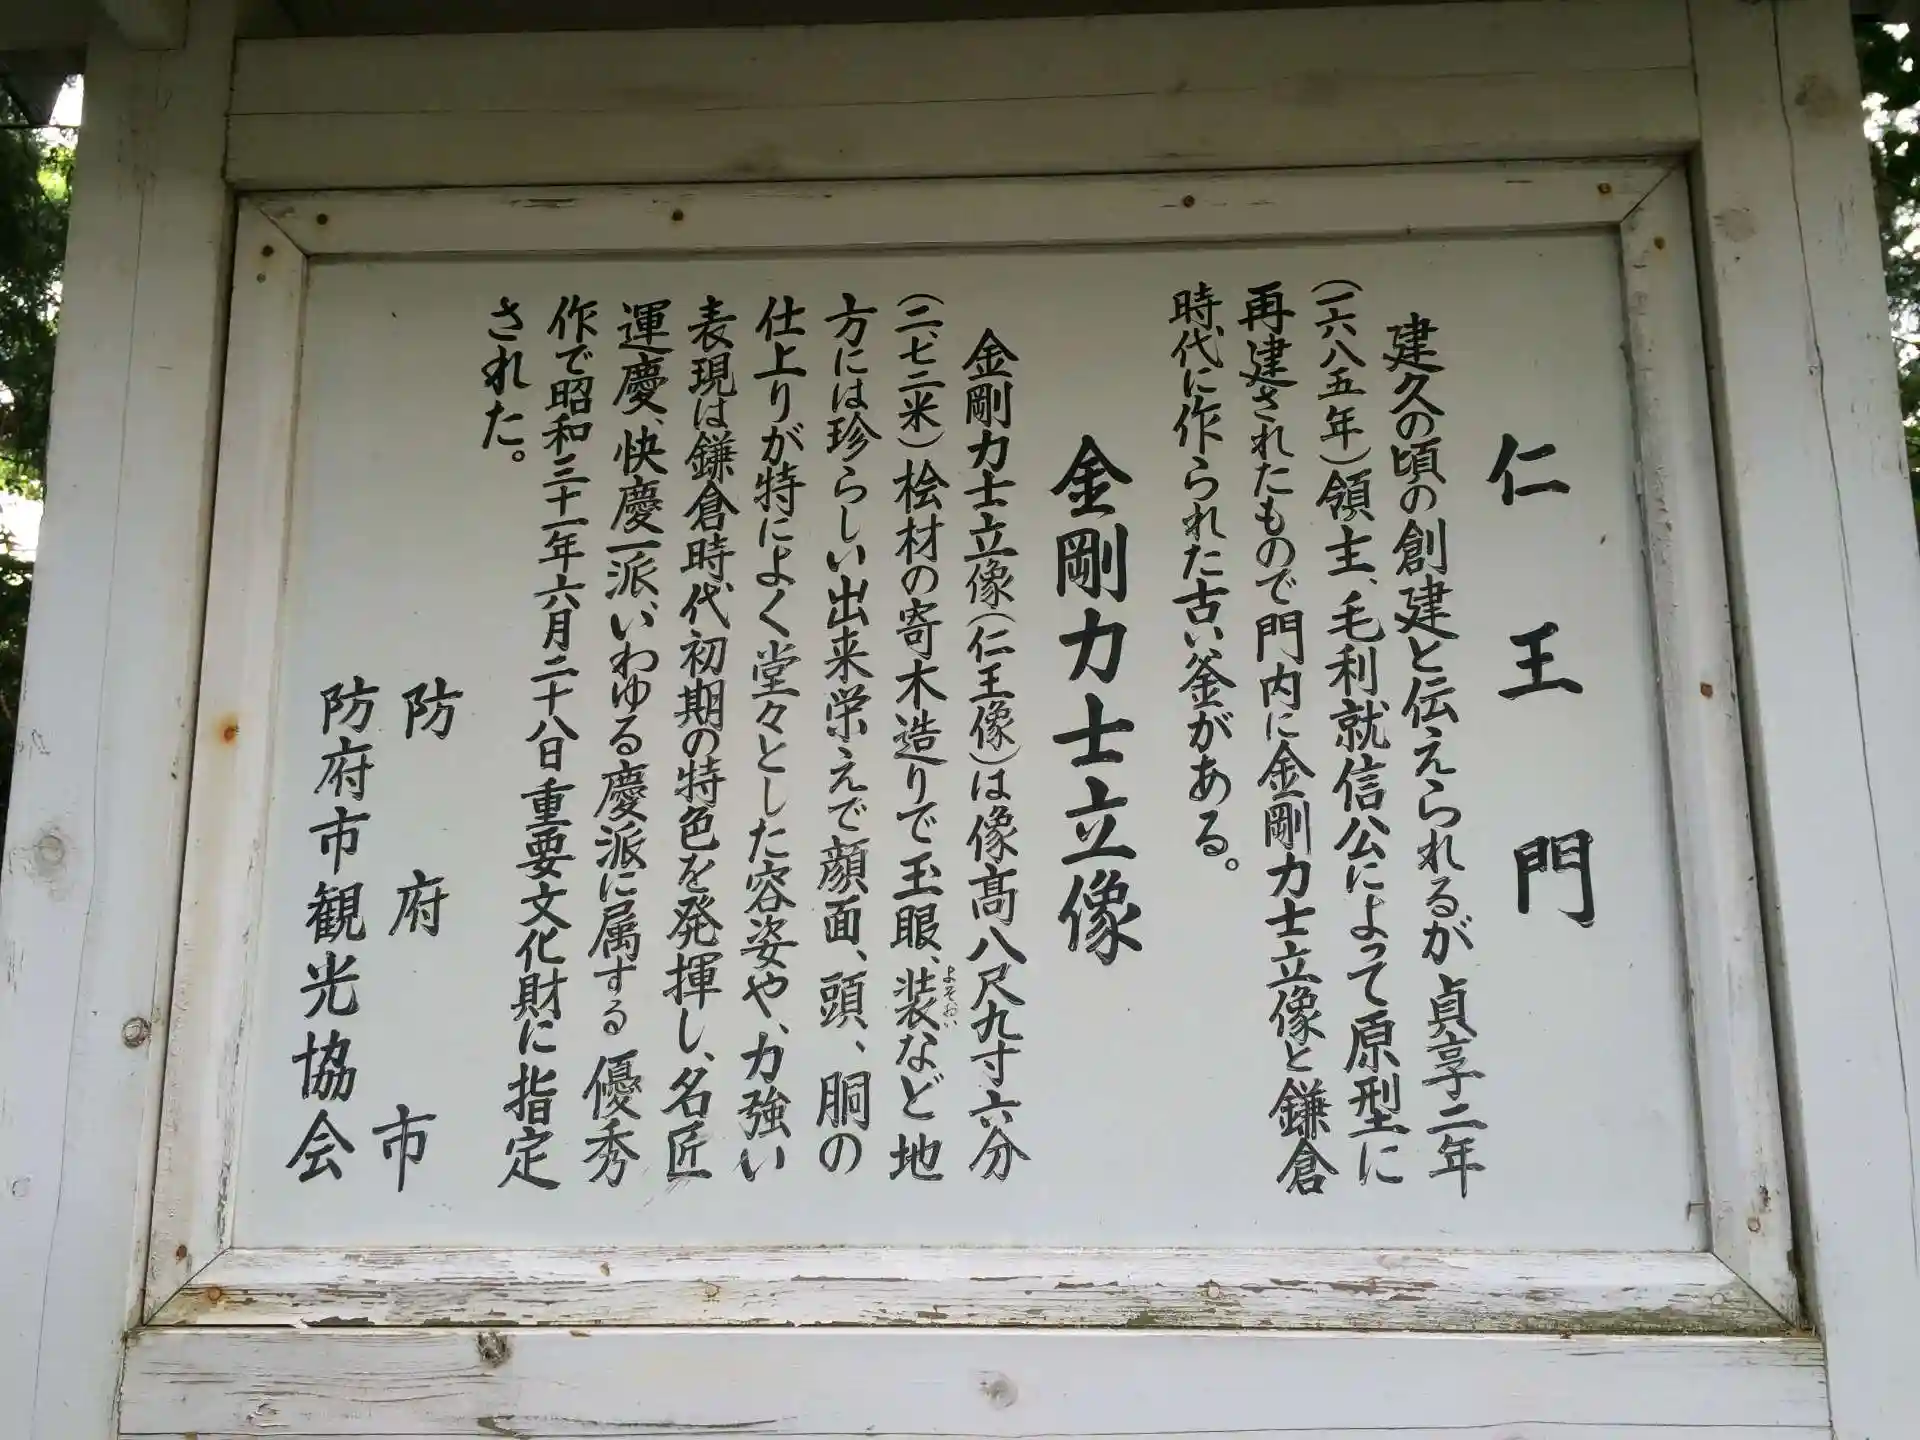 仁王門
建久の頃の創建と伝えられるが貞享二年
(一六八五年)領主、毛利就信公によって原型に
再建されたもので門内に金剛力士立像と鎌倉
時代に作られた古い釜がある。
金剛力士立像
金剛力士立像(仁王像)は像高八尺九寸六分
(二、七二米)桧材の寄木造りで玉眼、装など地
よそおい
方には珍らしい出来栄えで顔面、頭、胴の
仕上りが特によく堂々とした容姿や、力強い
表現は鎌倉時代初期の特色を発揮し、名匠
運慶、快慶一派いわゆる慶派に属する優秀
作で昭和三十一年六月二十八日重要文化財に指定
された。
防府市
防府市観光協会